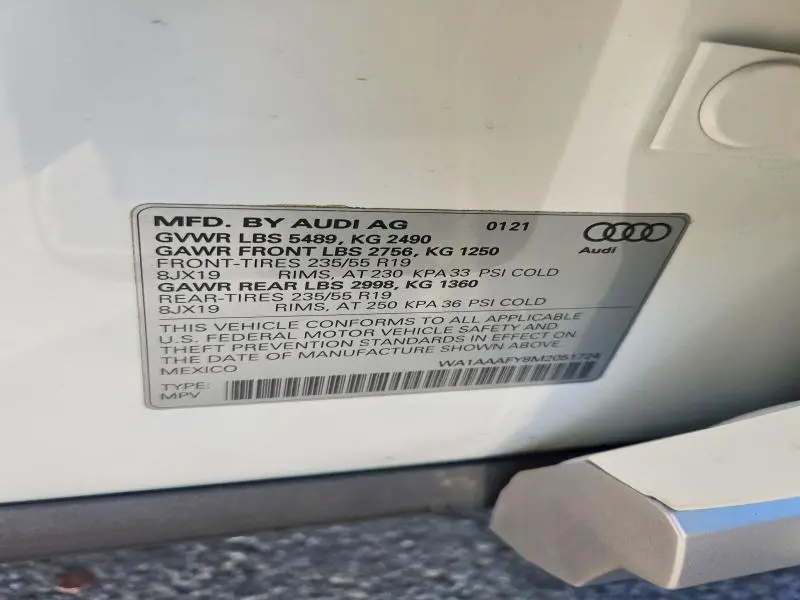 MFD. BY AUDI AG 0121
GVWR LBS 5489, KG 2490
GAWR FRONT LBS 2756, KG 1250
FRONT-TIRES 235/55 R19
8JX19 RIMS, AT 230 KPA 33 PSI COLD
GAWR REAR LBS 2998, KG 1360
REAR-TIRES 235/55 R19
8JX19 RIMS, AT 250 KPA 36 PSI COLD
Audi
THIS VEHICLE CONFORMS TO ALL APPLICABLE
U.S. FEDERAL MOTOR VEHICLE SAFETY AND
THEFT PREVENTION STANDARDS IN EFFECT ON
THE DATE OF MANUFACTURE SHOWN ABOVE.
MEXICO WA1AAAFY8M2051724
TYPE:
MPV